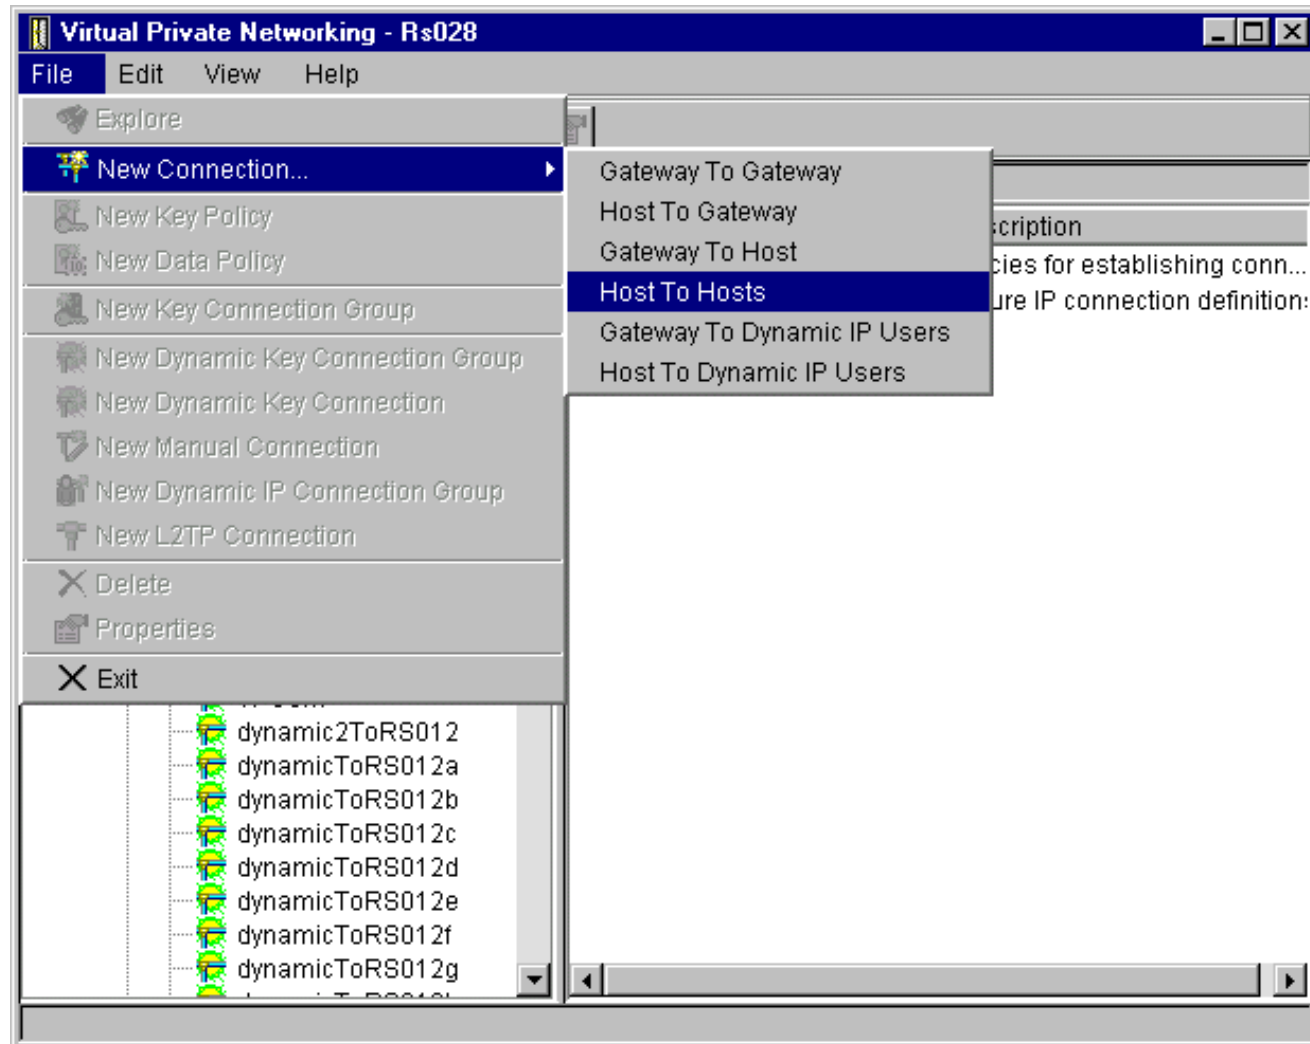 Virtual Private Networking - Rs028
File Edit View Help
Explore
New Connection...
New Key Policy
New Data Policy
New Key Connection Group
New Dynamic Key Connection Group
New Dynamic Key Connection
New Manual Connection
New Dynamic IP Connection Group
New L2TP Connection
Delete
Properties
Exit
Gateway To Gateway
Host To Gateway
Gateway To Host
Host To Hosts
Gateway To Dynamic IP Users
Host To Dynamic IP Users
cription
cies for establishing conn...
ure IP connection definition
dynamic2ToRS012
dynamicToRS012a
dynamicToRS012b
dynamicToRS012c
dynamicToRS012d
dynamicToRS012e
dynamicToRS012f
dynamicToRS012g